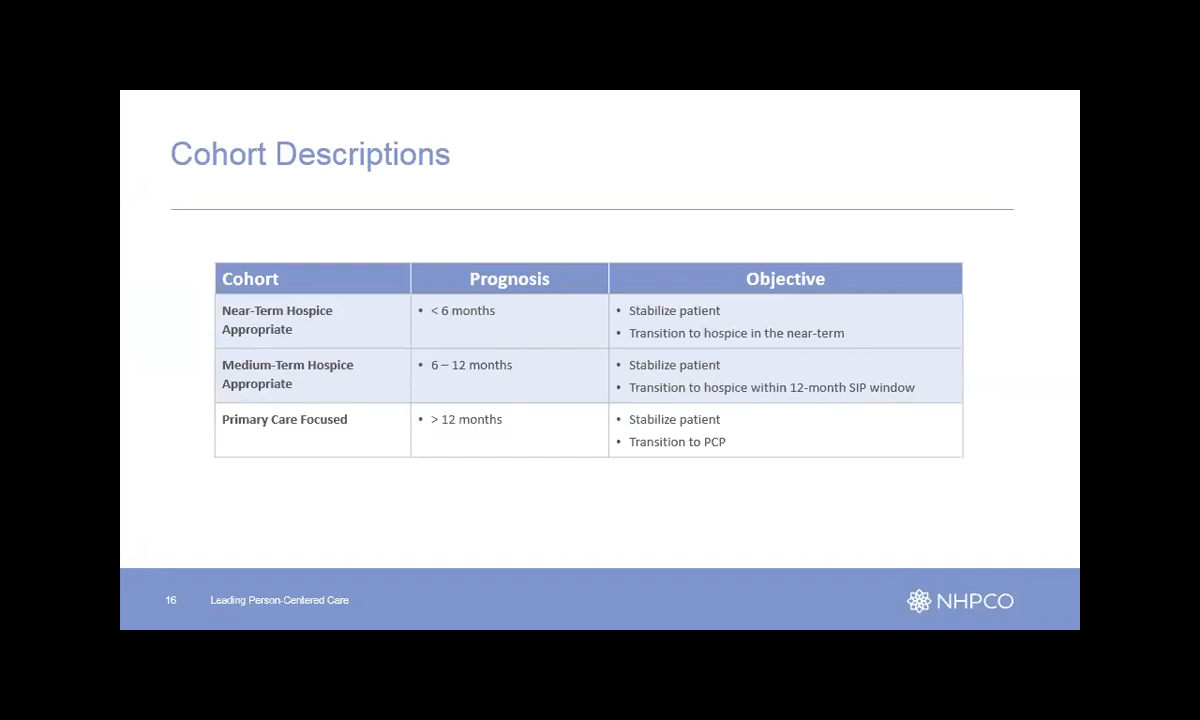 Cohort Descriptions
Cohort Prognosis Objective
Near-Term Hospice
Appropriate
• < 6 months
• Stabilize patient
• Transition to hospice in the near-term
Medium-Term Hospice
Appropriate
• 6 – 12 months
• Stabilize patient
• Transition to hospice within 12-month SIP window
Primary Care Focused
• > 12 months
• Stabilize patient
• Transition to PCP
16 Leading Person-Centered Care
NHPCO